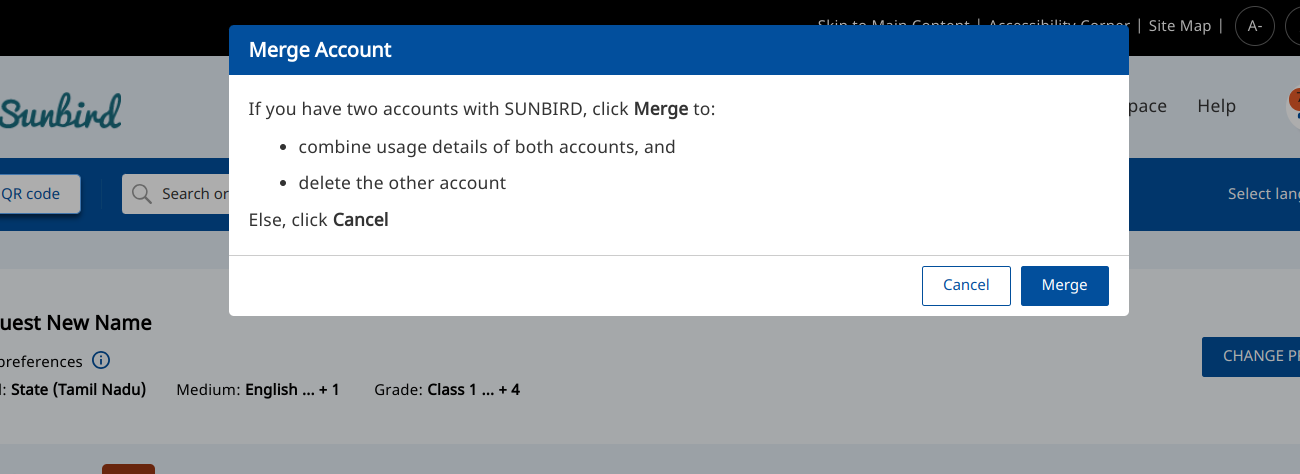 Skip to Main Content | Accessibility Corner | Site Map | A-
Merge Account
If you have two accounts with SUNBIRD, click Merge to:
• combine usage details of both accounts, and
• delete the other account
Else, click Cancel
Cancel Merge
Sunbird
Help
QR code
Search or
Select
New Name
preferences
State (Tamil Nadu) Medium: English ... + 1 Grade: Class 1 ... + 4
CHANGE